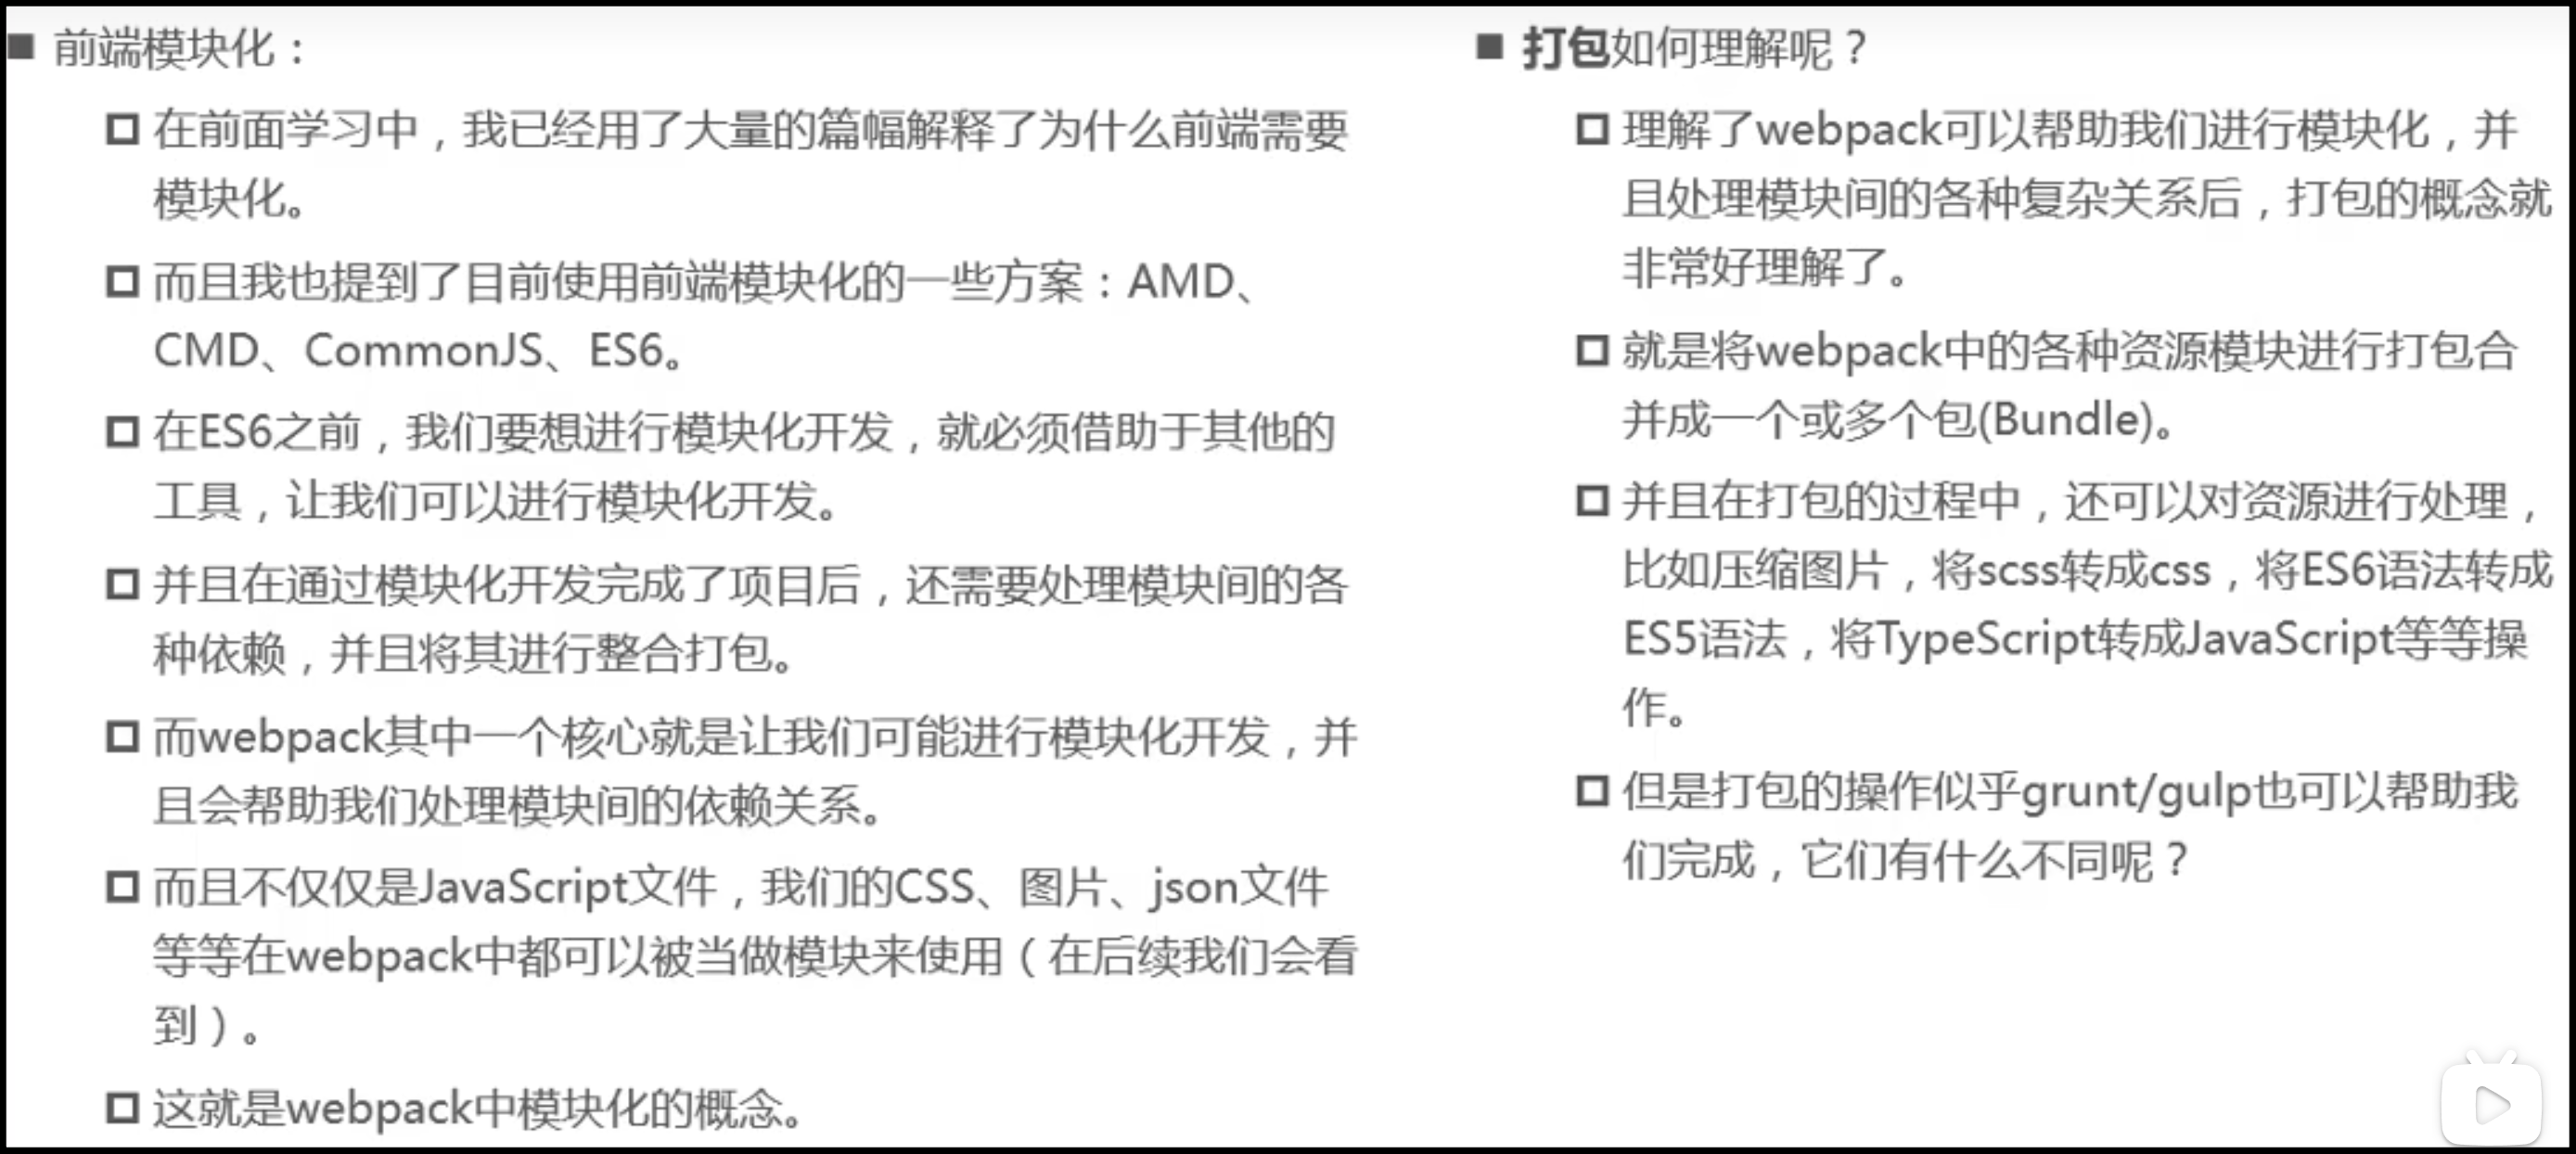 前端模块化：
在前面学习中，我已经用了大量的篇幅解释了为什么前端需要
模块化。
而且我也提到了目前使用前端模块化的一些方案：AMD、
CMD、CommonJS、ES6。
在ES6之前，我们要想进行模块化开发，就必须借助于其他的
工具，让我们可以进行模块化开发。
并且在通过模块化开发完成了项目后，还需要处理模块间的各
种依赖，并且将其进行整合打包。
而webpack其中一个核心就是让我们可能进行模块化开发，并
且会帮助我们处理模块间的依赖关系。
而且不仅仅是JavaScript文件，我们的CSS、图片、json文件
等等在webpack中都可以被当做模块来使用（在后续我们会看
到）。
这就是webpack中模块化的概念。
打包如何理解呢？
理解了webpack可以帮助我们进行模块化，并
且处理模块间的各种复杂关系后，打包的概念就
非常好理解了。
就是将webpack中的各种资源模块进行打包合
并成一个或多个包(Bundle)。
并且在打包的过程中，还可以对资源进行处理，
比如压缩图片，将scss转成css，将ES6语法转成
ES5语法，将TypeScript转成JavaScript等等操
作。
但是打包的操作似乎grunt/gulp也可以帮助我
们完成，它们有什么不同呢？